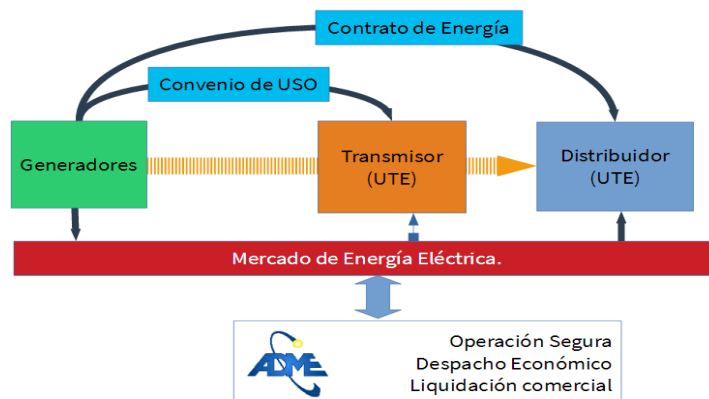 Contrato de Energía
Convenio de USO
Generadores
Transmisor
(UTE)
Distribuidor
(UTE)
Mercado de Energía Eléctrica.
ADME
Operación Segura
Despacho Económico
Liquidación comercial